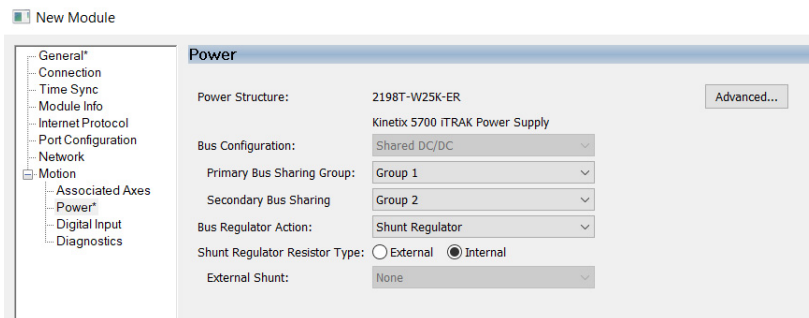 New Module
General*
Connection
Time Sync
Module Info
Internet Protocol
Port Configuration
Network
Motion
Associated Axes
Power*
Digital Input
Diagnostics
Power
Power Structure: 2198T-W25K-ER Advanced...
Kinetix 5700 iTRAK Power Supply
Bus Configuration: Shared DC/DC
Primary Bus Sharing Group: Group 1
Secondary Bus Sharing Group 2
Bus Regulator Action: Shunt Regulator
Shunt Regulator Resistor Type: External Internal
External Shunt: None